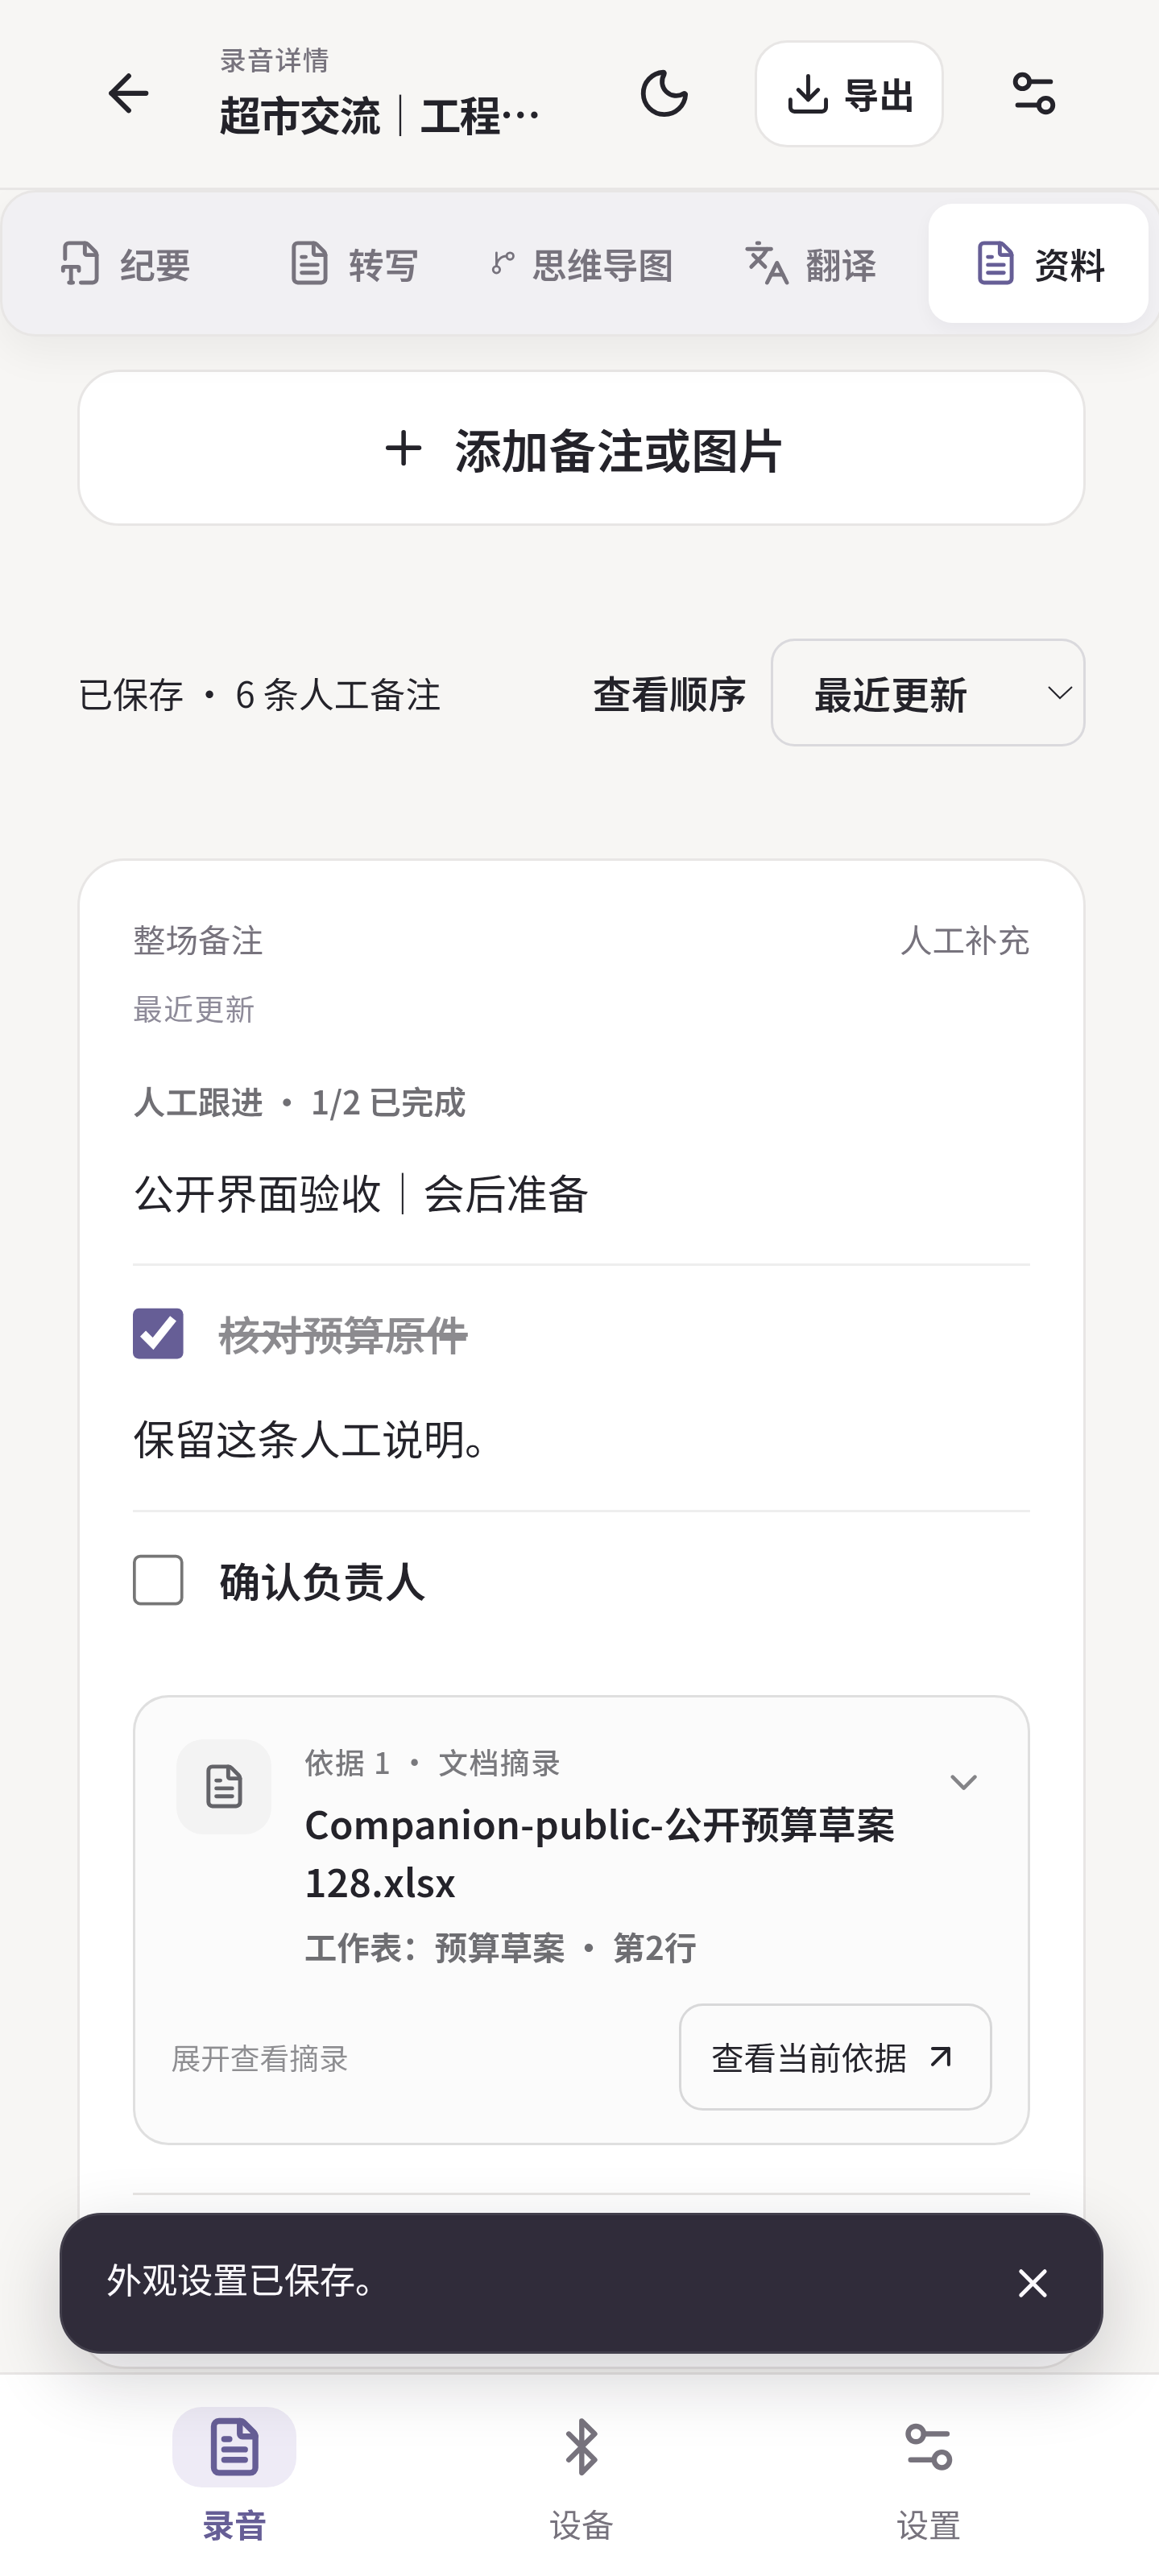 录音详情
超市交流｜工程…
导出
纪要
转写
思维导图
翻译
资料
添加备注或图片
已保存 • 6 条人工备注
查看顺序
最近更新
整场备注
人工补充
最近更新
人工跟进 • 1/2 已完成
公开界面验收｜会后准备
核对预算原件
保留这条人工说明。
确认负责人
依据 1 • 文档摘录
Companion-public-公开预算草案
128.xlsx
工作表：预算草案 • 第2行
展开查看摘录
查看当前依据
外观设置已保存。
录音
设备
设置